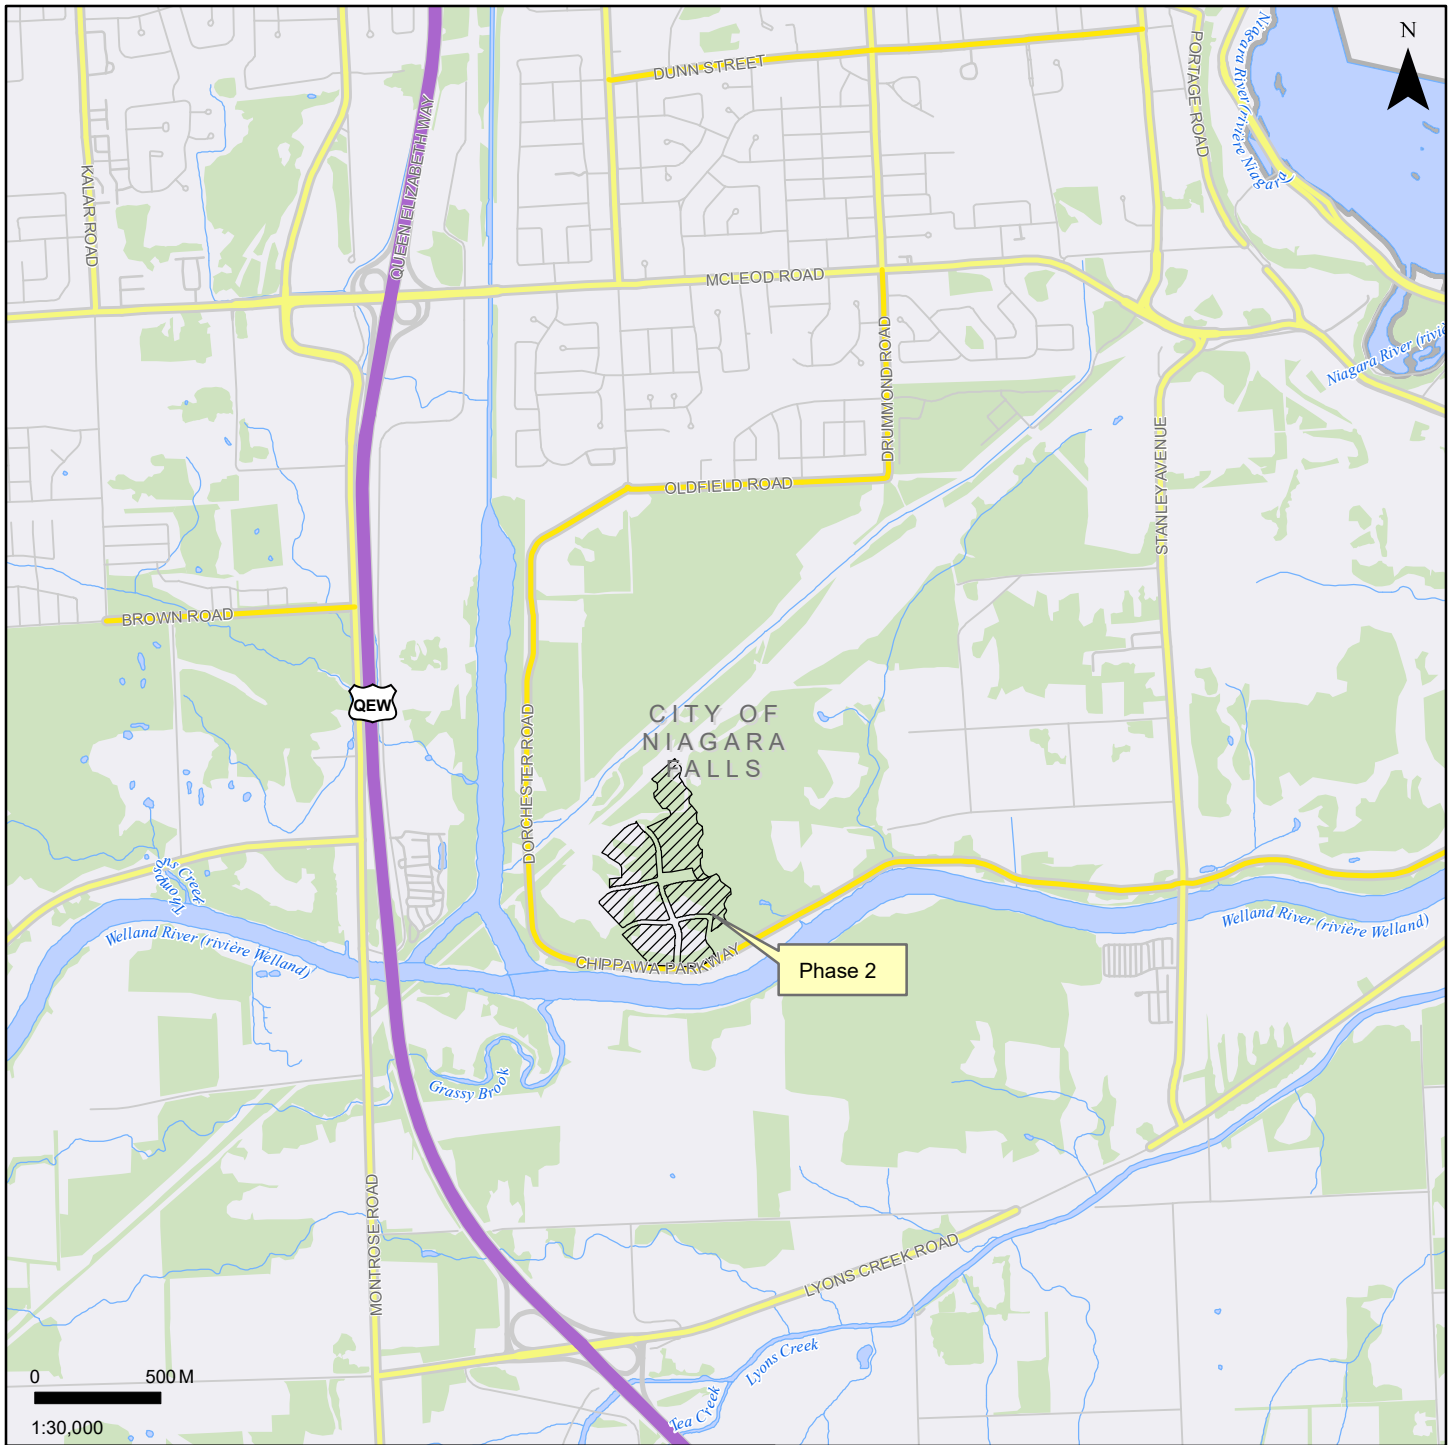 N
Niagara River (rivière Niagara)
PORTAGE ROAD
DUNN STREET
QUEEN ELIZABETH WAY
KALAR ROAD
MCLEOD ROAD
DRUMMOND ROAD
Niagara River (riviè
STANLEY AVENUE
OLDFIELD ROAD
BROWN ROAD
QEW
CITY OF
NIAGARA
FALLS
DORCHESTER ROAD
Thompsons Creek
Welland River (rivière Welland)
Welland River (rivière Welland)
CHIPPAWA PARKWAY
Phase 2
Grassy Brook
MONTROSE ROAD
LYONS CREEK ROAD
Lyons Creek
Tea Creek
0 500 M
1:30,000